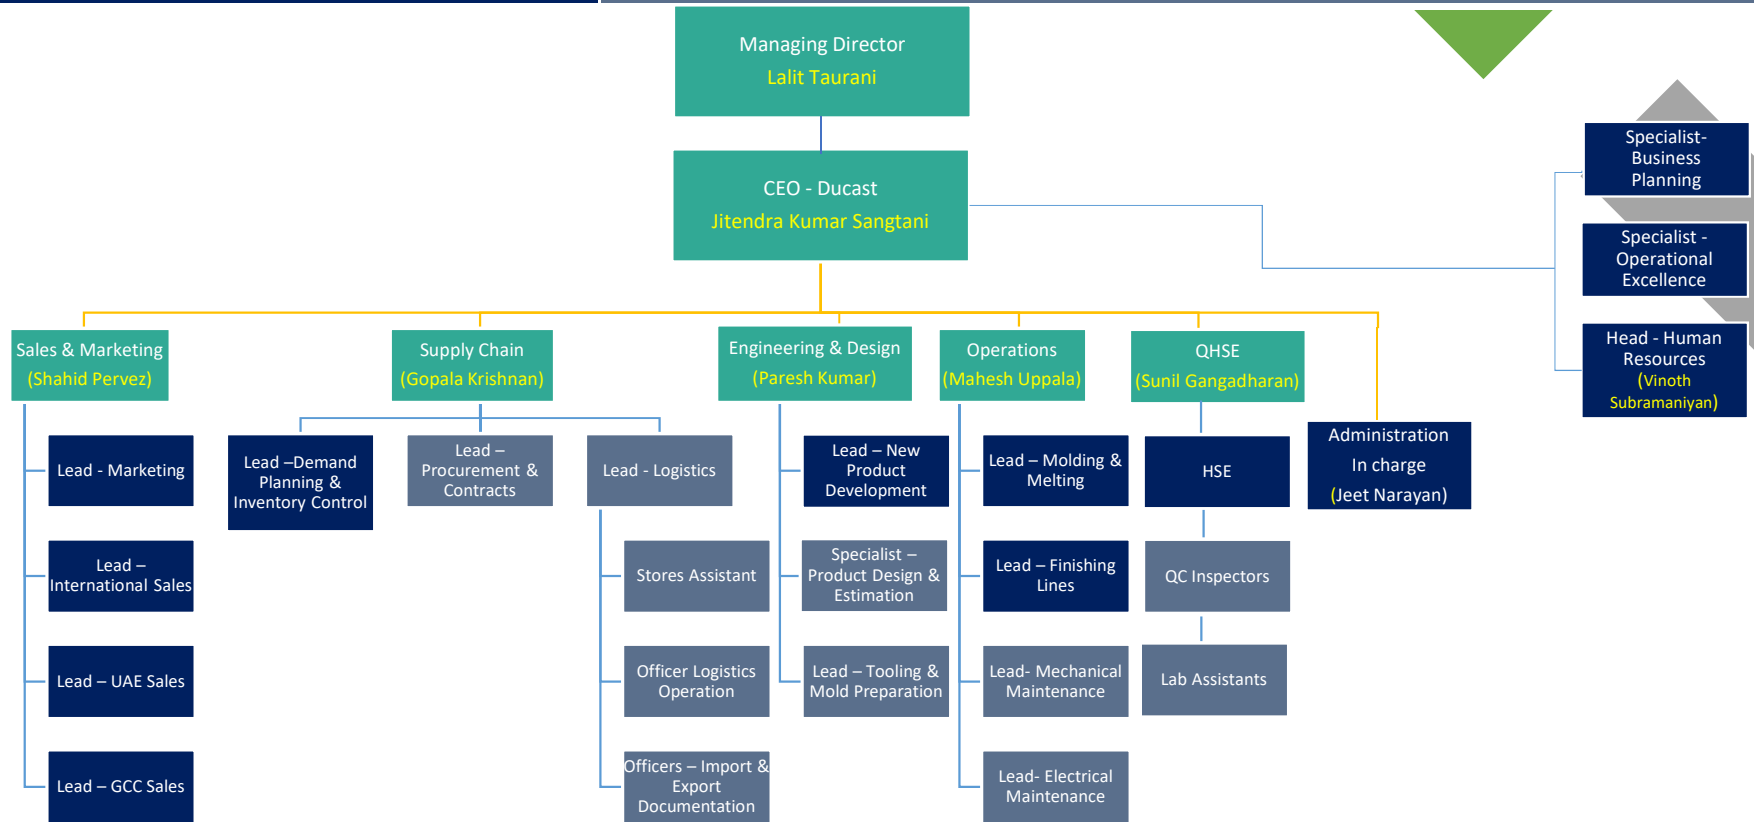 Managing Director
Lalit Taurani
CEO - Ducast
Jitendra Kumar Sangtani
Specialist-
Business
Planning
Specialist -
Operational
Excellence
Head - Human
Resources
(Vinoth
Subramaniyan)
Sales & Marketing
(Shahid Pervez)
Supply Chain
(Gopala Krishnan)
Engineering & Design
(Paresh Kumar)
Operations
(Mahesh Uppala)
QHSE
(Sunil Gangadharan)
Administration
In charge
(Jeet Narayan)
Lead - Marketing
Lead –
International Sales
Lead – UAE Sales
Lead – GCC Sales
Lead –Demand
Planning &
Inventory Control
Lead –
Procurement &
Contracts
Lead - Logistics
Stores Assistant
Officer Logistics
Operation
Officers – Import &
Export
Documentation
Lead – New
Product
Development
Specialist –
Product Design &
Estimation
Lead – Tooling &
Mold Preparation
Lead – Molding &
Melting
Lead – Finishing
Lines
Lead- Mechanical
Maintenance
Lead- Electrical
Maintenance
HSE
QC Inspectors
Lab Assistants